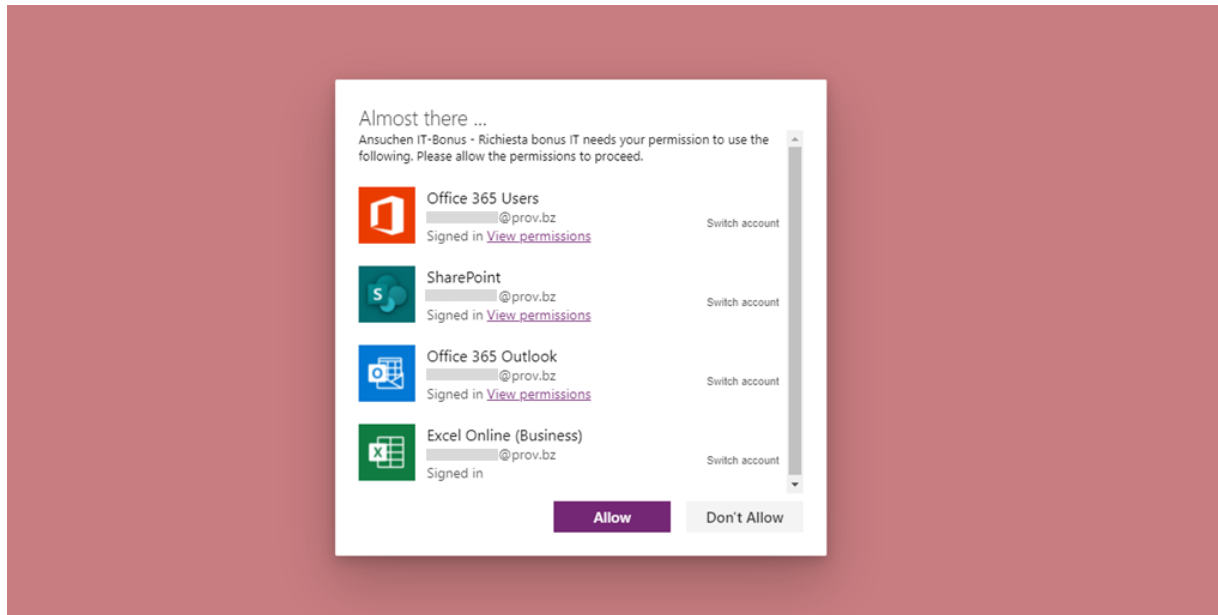 Almost there ...
Ansuchen IT-Bonus - Richiesta bonus IT needs your permission to use the
following. Please allow the permissions to proceed.
Office 365 Users
@prov.bz
Switch account
Signed in View permissions
S
SharePoint
@prov.bz
Switch account
Signed in View permissions
Office 365 Outlook
@prov.bz
Switch account
Signed in View permissions
Excel Online (Business)
@prov.bz
Switch account
Signed in
Allow
Don't Allow